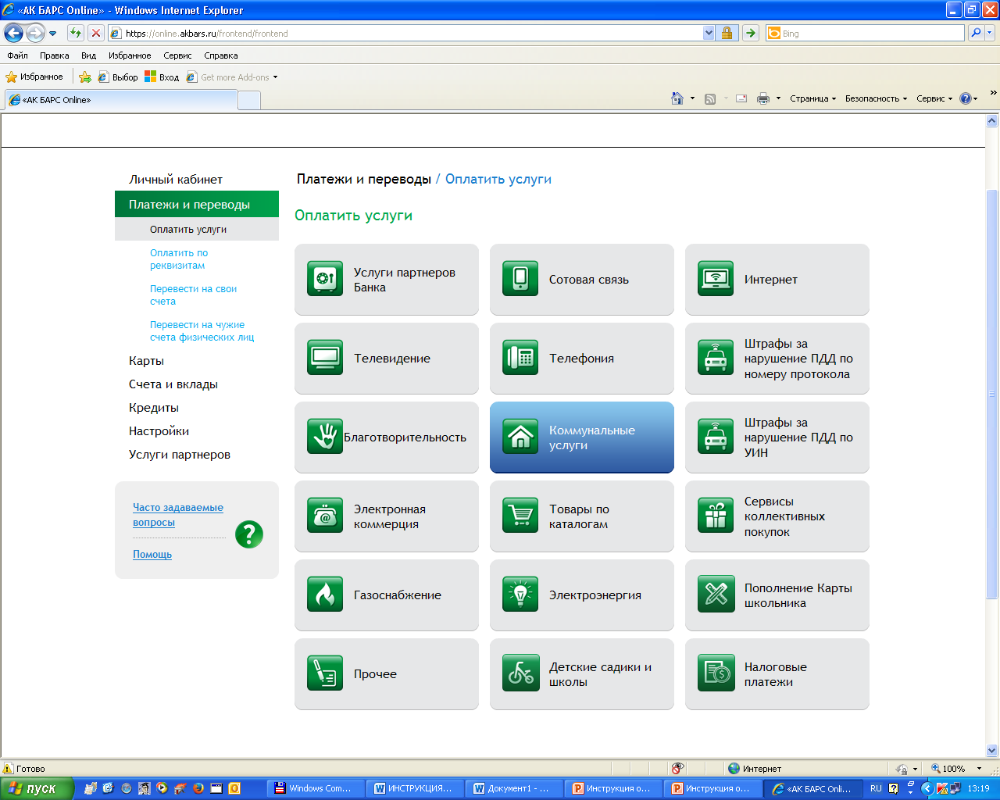 «АК БАРС Online» - Windows Internet Explorer
https://online.akbars.ru/frontend/frontend
Bing
Файл Правка Вид Избранное Сервис Справка
Избранное Выбор Вход Get more Add-ons
«АК БАРС Online»
Страница Безопасность Сервис
Личный кабинет
Платежи и переводы
Оплатить услуги
Оплатить по
реквизитам
Перевести на свои
счета
Перевести на чужие
счета физических лиц
Карты
Счета и вклады
Кредиты
Настройки
Услуги партнеров
Часто задаваемые
вопросы
Помощь
Платежи и переводы / Оплатить услуги
Оплатить услуги
Услуги партнеров
Банка
Сотовая связь
Интернет
Телевидение
Телефония
Штрафы за
нарушение ПДД по
номеру протокола
Благотворительность
Коммунальные
услуги
Штрафы за
нарушение ПДД по
УИН
Электронная
коммерция
Товары по
каталогам
Сервисы
коллективных
покупок
Газоснабжение
Электроэнергия
Пополнение Карты
школьника
Прочее
Детские садики и
школы
Налоговые
платежи
Готово
Интернет
100%
пуск
Windows Com...
ИНСТРУКЦИЯ...
Документ1 - ...
Инструкция о...
Инструкция о...
«АК БАРС Onli...
RU
13:19